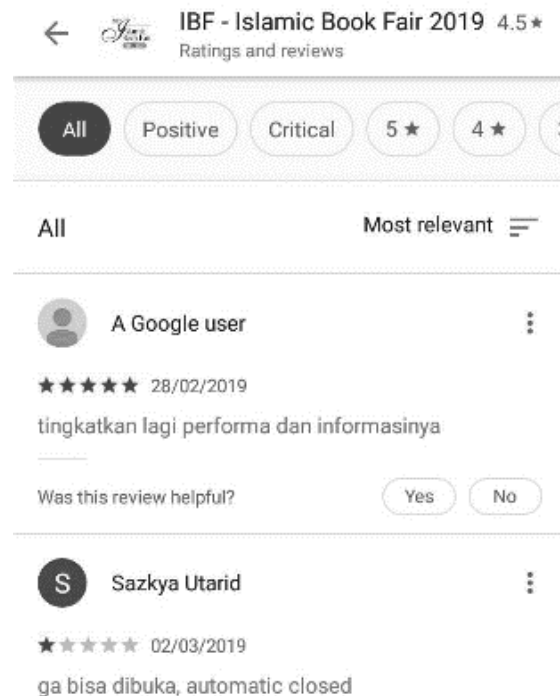 IBF - Islamic Book Fair 2019 4.5★
Ratings and reviews
All Positive Critical 5 ★ 4 ★
All Most relevant
A Google user
★★★★★ 28/02/2019
tingkatkan lagi performa dan informasinya
Was this review helpful? Yes No
S Sazkya Utarid
★★★★★ 02/03/2019
ga bisa dibuka, automatic closed